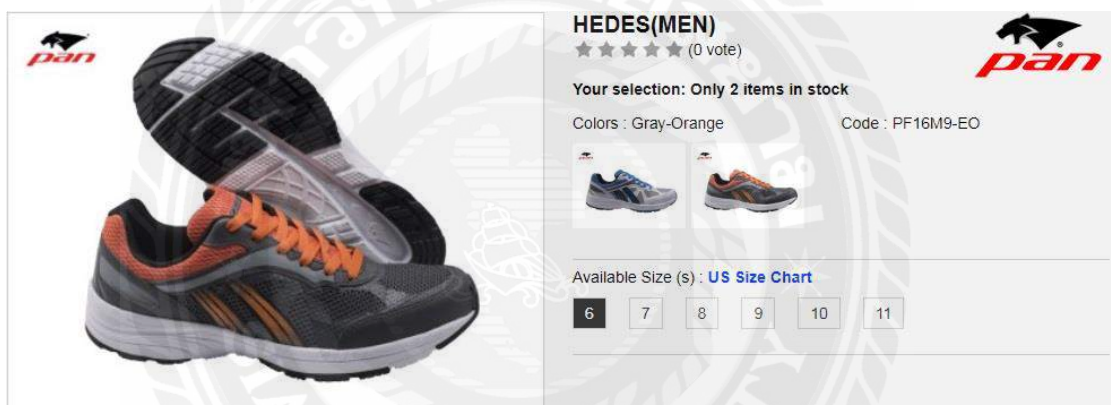 pan
HEDES(MEN)
(0 vote)
pan
Your selection: Only 2 items in stock
Colors : Gray-Orange
Code : PF16M9-EO
Available Size (s) : US Size Chart
6 7 8 9 10 11